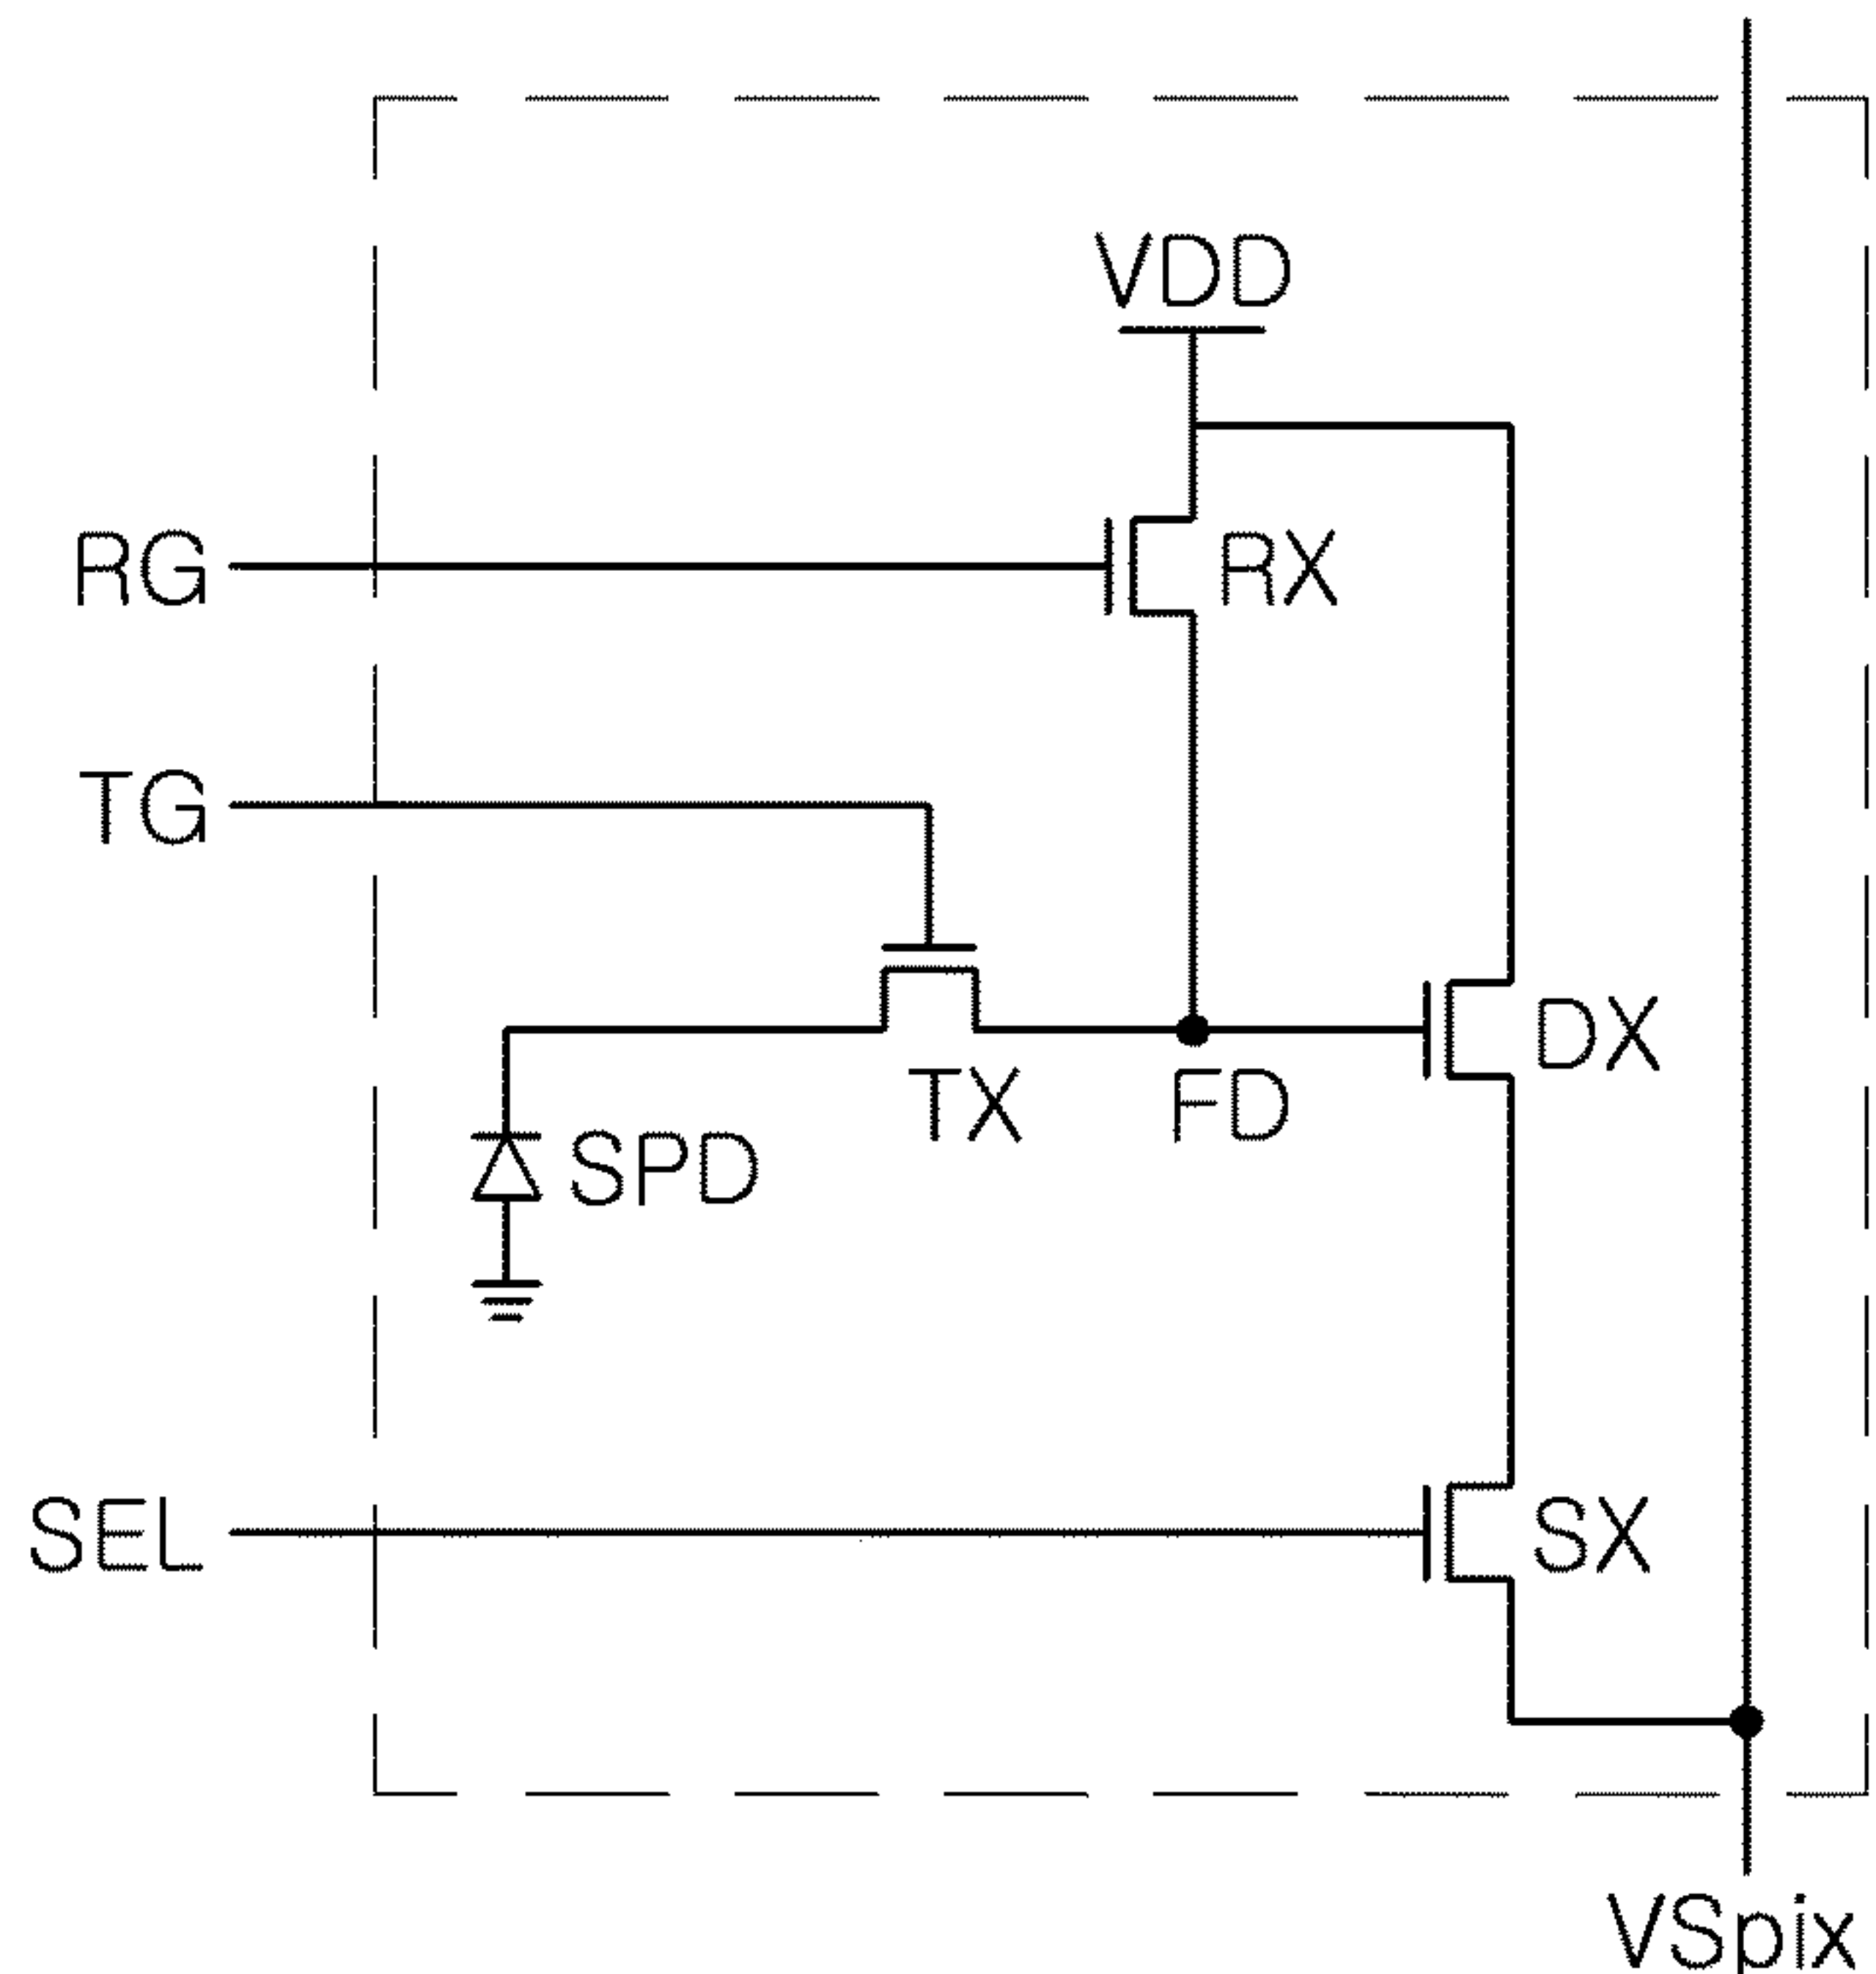 VDD
RG
RX
TG
DX
TX
FD
SPD
SEL
SX
VSpix